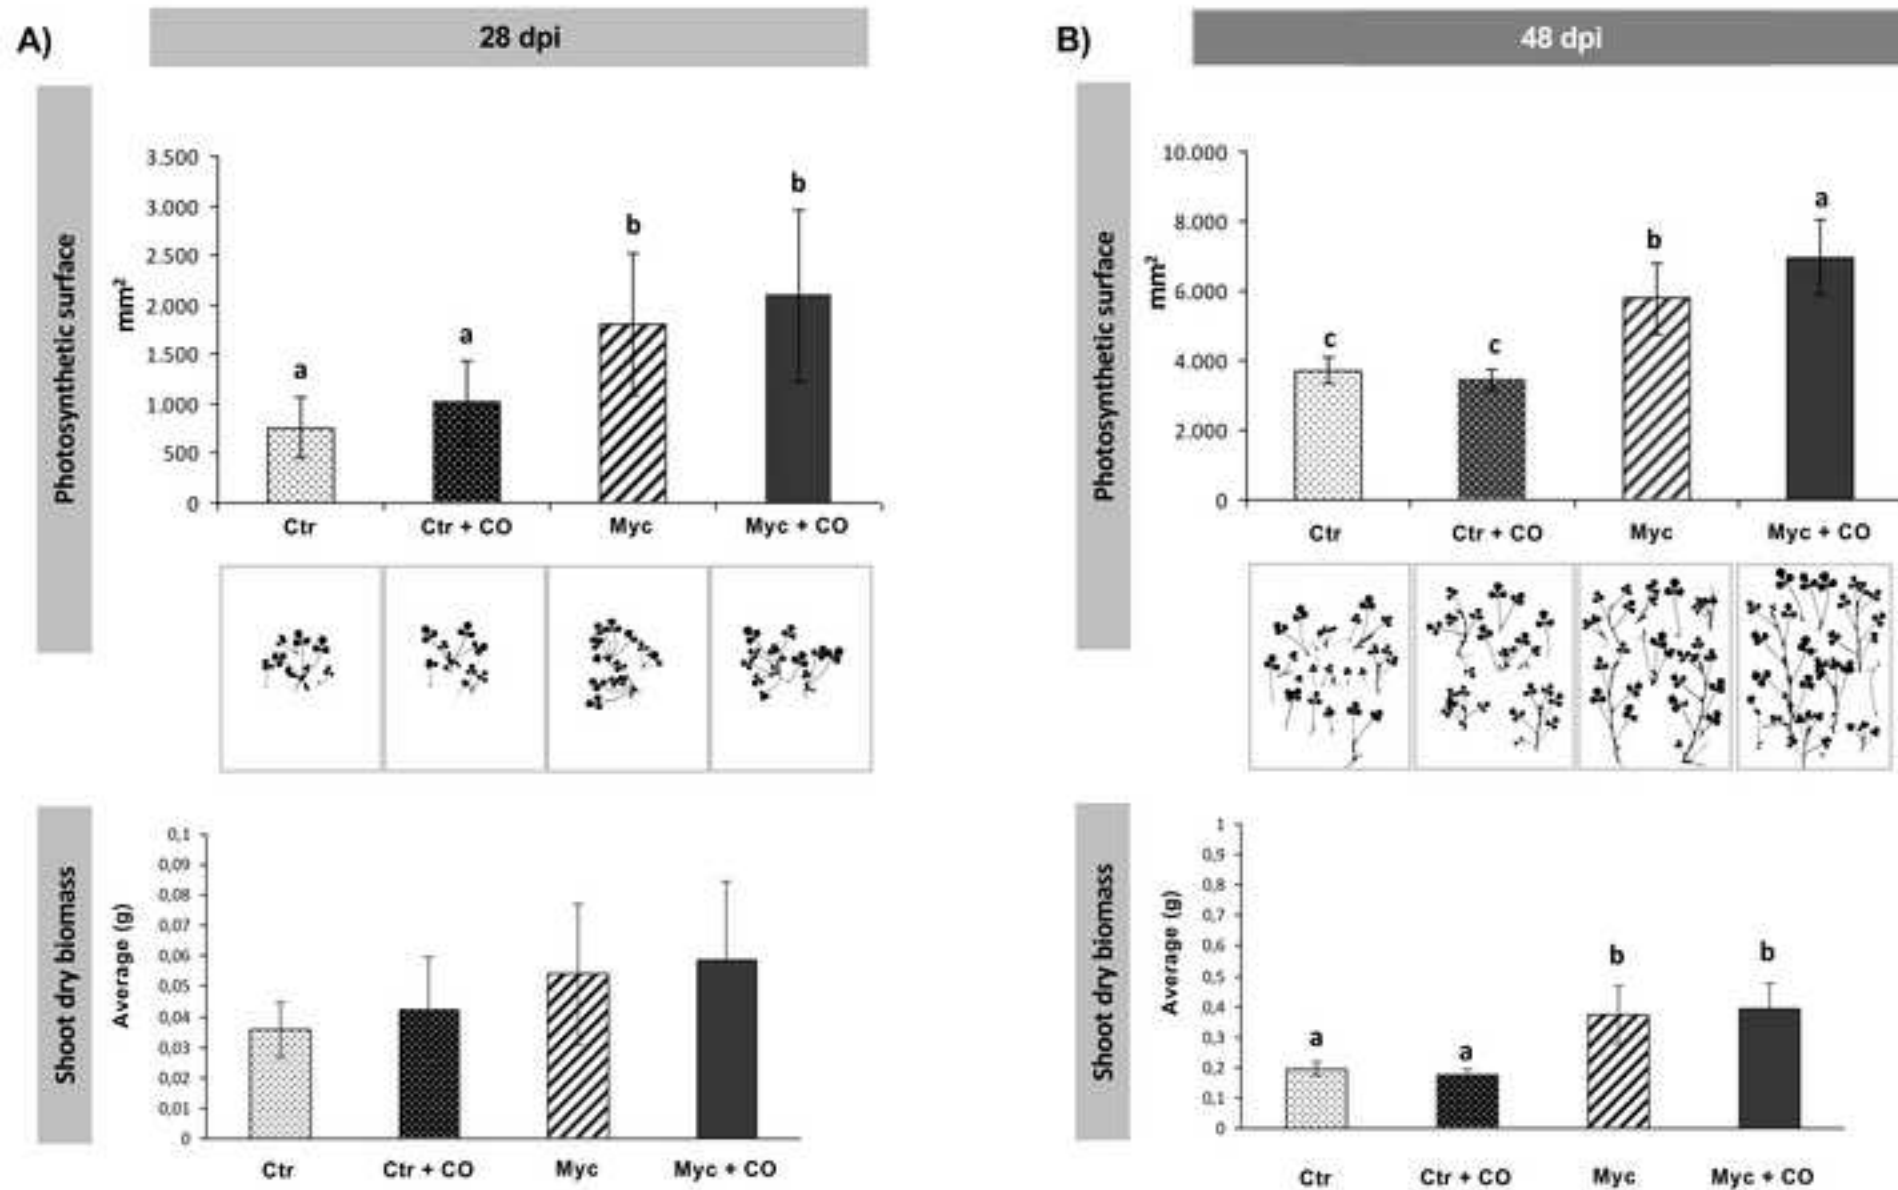 A)
28 dpi
Photosynthetic surface
mm²
3.500
3.000
2.500
2.000
1.500
1.000
500
0
a
a
b
b
Ctr
Ctr + CO
Myc
Myc + CO
Shoot dry biomass
Average (g)
0,1
0,09
0,08
0,07
0,06
0,05
0,04
0,03
0,02
0,01
0
Ctr
Ctr + CO
Myc
Myc + CO
B)
48 dpi
Photosynthetic surface
mm²
10.000
8.000
6.000
4.000
2.000
0
c
c
b
a
Ctr
Ctr + CO
Myc
Myc + CO
Shoot dry biomass
Average (g)
1
0,9
0,8
0,7
0,6
0,5
0,4
0,3
0,2
0,1
0
a
a
b
b
Ctr
Ctr + CO
Myc
Myc + CO